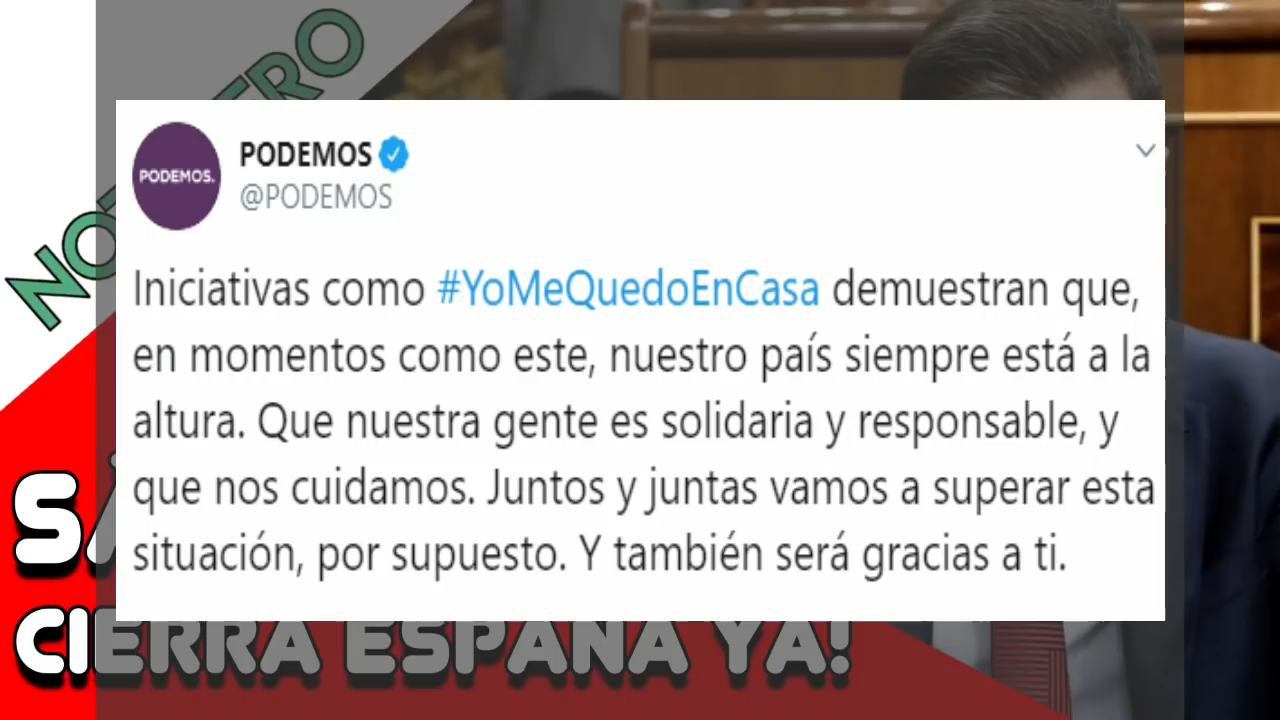 PODEMOS
@PODEMOS
PODEMOS.
Iniciativas como #YoMeQuedoEnCasa demuestran que,
en momentos como este, nuestro país siempre está a la
altura. Que nuestra gente es solidaria y responsable, y
que nos cuidamos. Juntos y juntas vamos a superar esta
situación, por supuesto. Y también será gracias a ti.
CIERRA ESPAÑA YA!